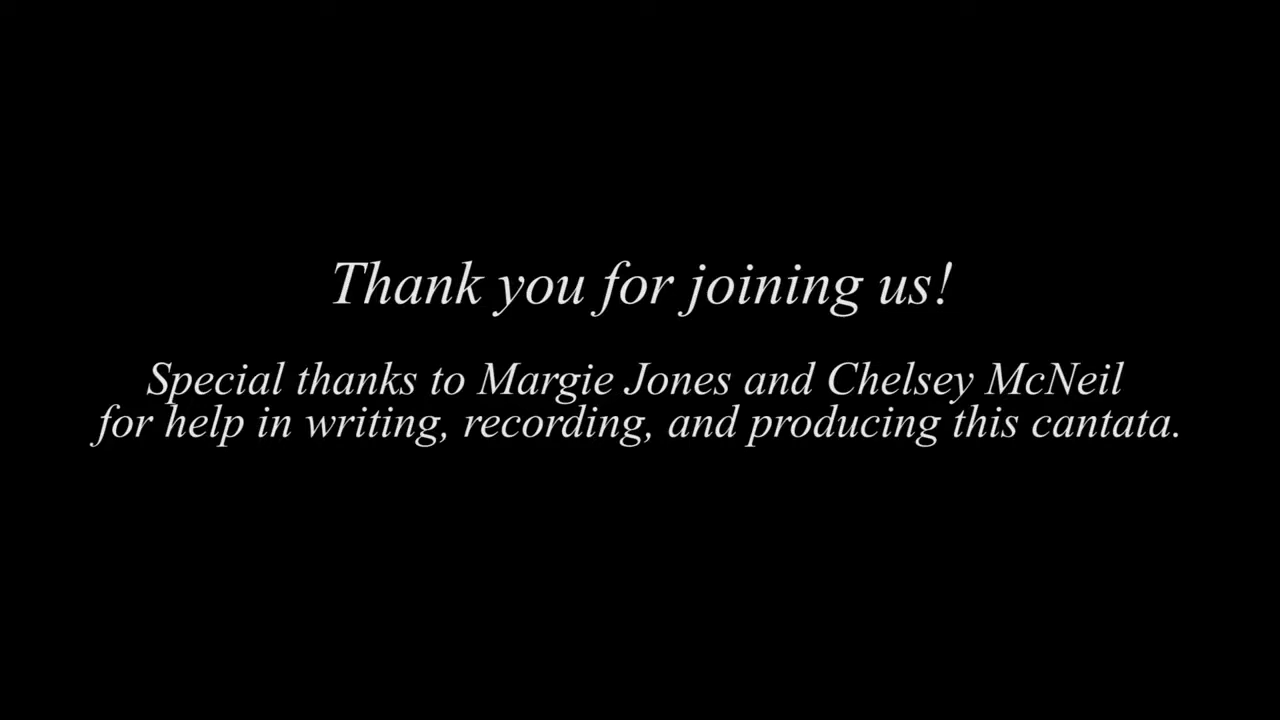 Thank you for joining us!
Special thanks to Margie Jones and Chelsey McNeil
for help in writing, recording, and producing this cantata.